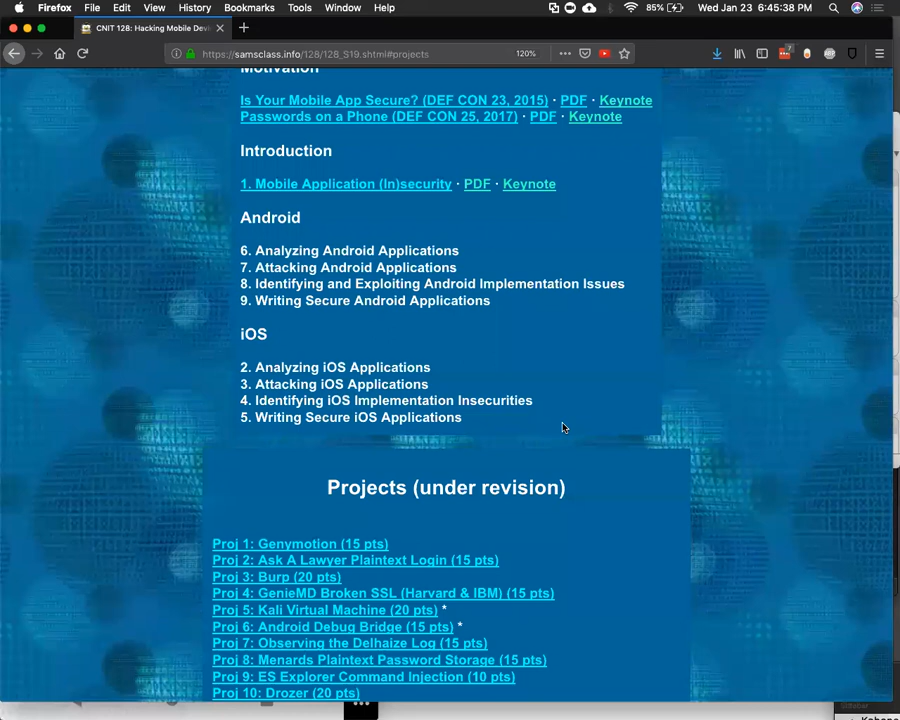 Firefox File Edit View History Bookmarks Tools Window Help 85% Wed Jan 23 6:45:38 PM
CNIT 128: Hacking Mobile Devi
https://samsclass.info/128/128_S19.shtml#projects 120%
Motivation
Is Your Mobile App Secure? (DEF CON 23, 2015) · PDF · Keynote
Passwords on a Phone (DEF CON 25, 2017) · PDF · Keynote
Introduction
1. Mobile Application (In)security · PDF · Keynote
Android
6. Analyzing Android Applications
7. Attacking Android Applications
8. Identifying and Exploiting Android Implementation Issues
9. Writing Secure Android Applications
iOS
2. Analyzing iOS Applications
3. Attacking iOS Applications
4. Identifying iOS Implementation Insecurities
5. Writing Secure iOS Applications
Projects (under revision)
Proj 1: Genymotion (15 pts)
Proj 2: Ask A Lawyer Plaintext Login (15 pts)
Proj 3: Burp (20 pts)
Proj 4: GenieMD Broken SSL (Harvard & IBM) (15 pts)
Proj 5: Kali Virtual Machine (20 pts) *
Proj 6: Android Debug Bridge (15 pts) *
Proj 7: Observing the Delhaize Log (15 pts)
Proj 8: Menards Plaintext Password Storage (15 pts)
Proj 9: ES Explorer Command Injection (10 pts)
Proj 10: Drozer (20 pts)